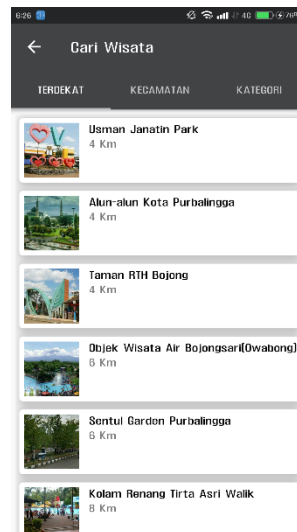 6:26
4G
76%
Cari Wisata
TERDEKAT KECAMATAN KATEGORI
Usman Janatin Park
4 Km
Alun-alun Kota Purbalingga
4 Km
Taman RTH Bojong
4 Km
Objek Wisata Air Bojongsari(Owabong)
6 Km
Sentul Garden Purbalingga
6 Km
Kolam Renang Tirta Asri Walik
8 Km